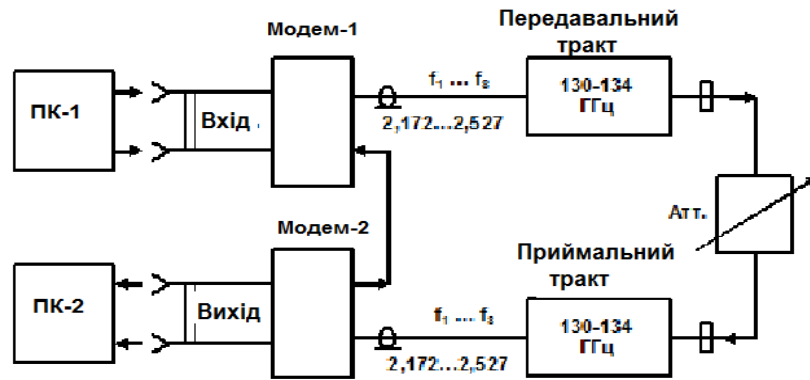 Модем-1
Передавальний
тракт
ПК-1
Вхід .
f₁ ... f₈
2,172...2,527
130-134
ГГц
Атт.
Модем-2
Приймальний
тракт
ПК-2
Вихід
f₁ ... f₈
2,172...2,527
130-134
ГГц